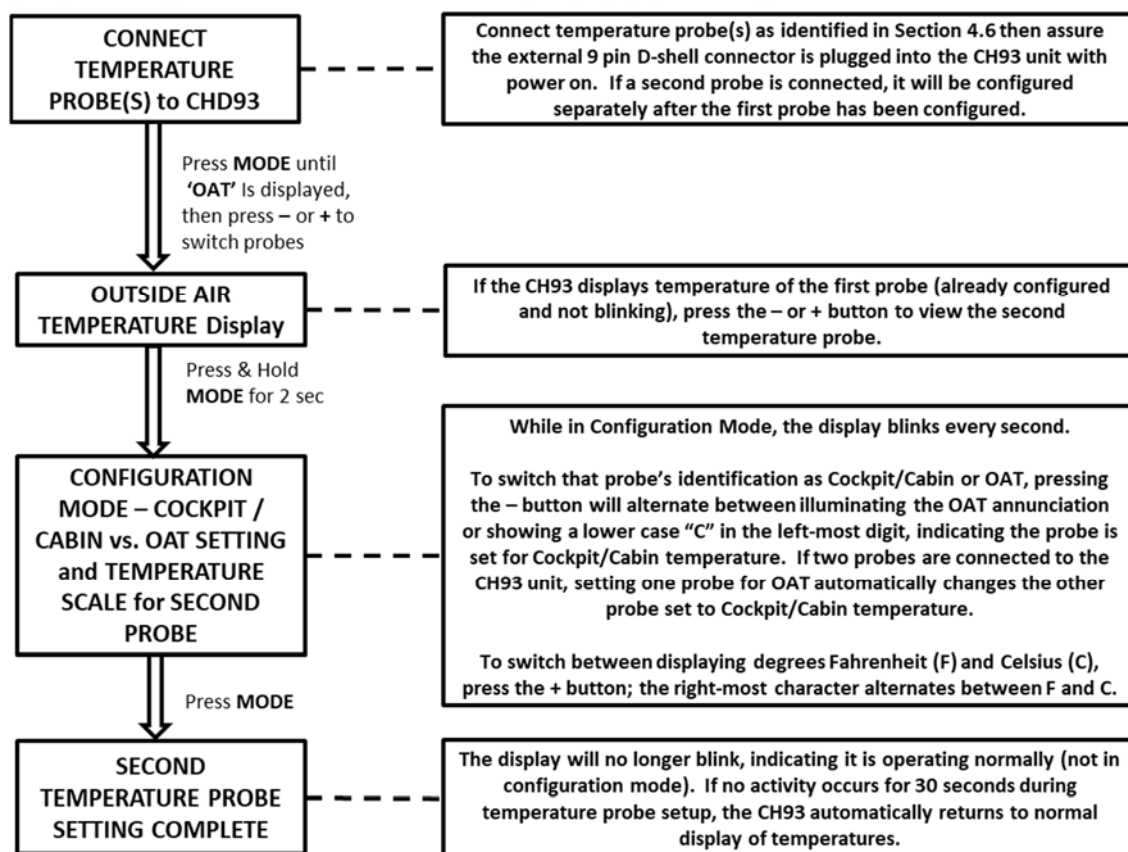 CONNECT
TEMPERATURE
PROBE(S) to CHD93
Connect temperature probe(s) as identified in Section 4.6 then assure
the external 9 pin D-shell connector is plugged into the CH93 unit with
power on. If a second probe is connected, it will be configured
separately after the first probe has been configured.
Press MODE until
‘OAT’ Is displayed,
then press – or + to
switch probes
OUTSIDE AIR
TEMPERATURE Display
If the CH93 displays temperature of the first probe (already configured
and not blinking), press the – or + button to view the second
temperature probe.
Press & Hold
MODE for 2 sec
CONFIGURATION
MODE – COCKPIT /
CABIN vs. OAT SETTING
and TEMPERATURE
SCALE for SECOND
PROBE
While in Configuration Mode, the display blinks every second.
To switch that probe’s identification as Cockpit/Cabin or OAT, pressing
the – button will alternate between illuminating the OAT annunciation
or showing a lower case “C” in the left-most digit, indicating the probe is
set for Cockpit/Cabin temperature. If two probes are connected to the
CH93 unit, setting one probe for OAT automatically changes the other
probe set to Cockpit/Cabin temperature.
To switch between displaying degrees Fahrenheit (F) and Celsius (C),
press the + button; the right-most character alternates between F and C.
Press MODE
SECOND
TEMPERATURE PROBE
SETTING COMPLETE
The display will no longer blink, indicating it is operating normally (not in
configuration mode). If no activity occurs for 30 seconds during
temperature probe setup, the CH93 automatically returns to normal
display of temperatures.